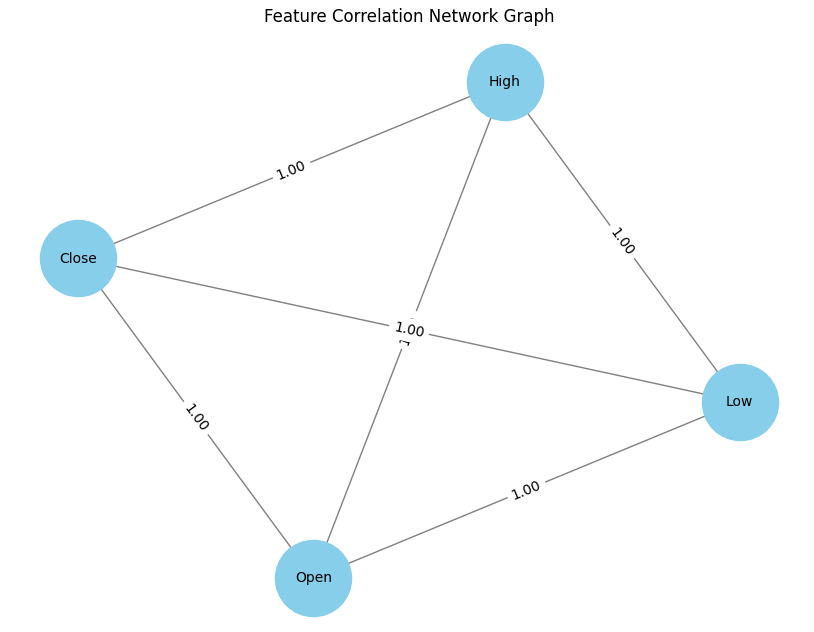 Feature Correlation Network Graph
High
1.00
1.00
Close
1.00
Low
1.00
1.00
Open